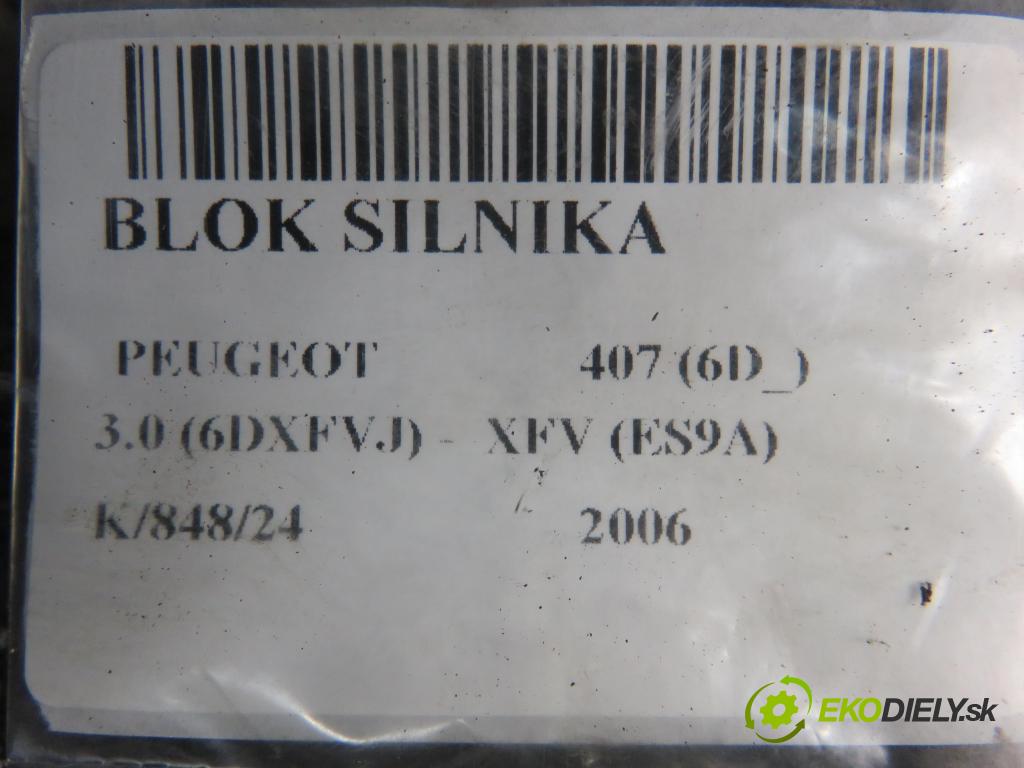 BLOK SILNIKA
PEUGEOT 407 (6D_)
3.0 (6DXFVJ) - XFV (ES9A)
K/848/24 2006
EKODIELY.sk